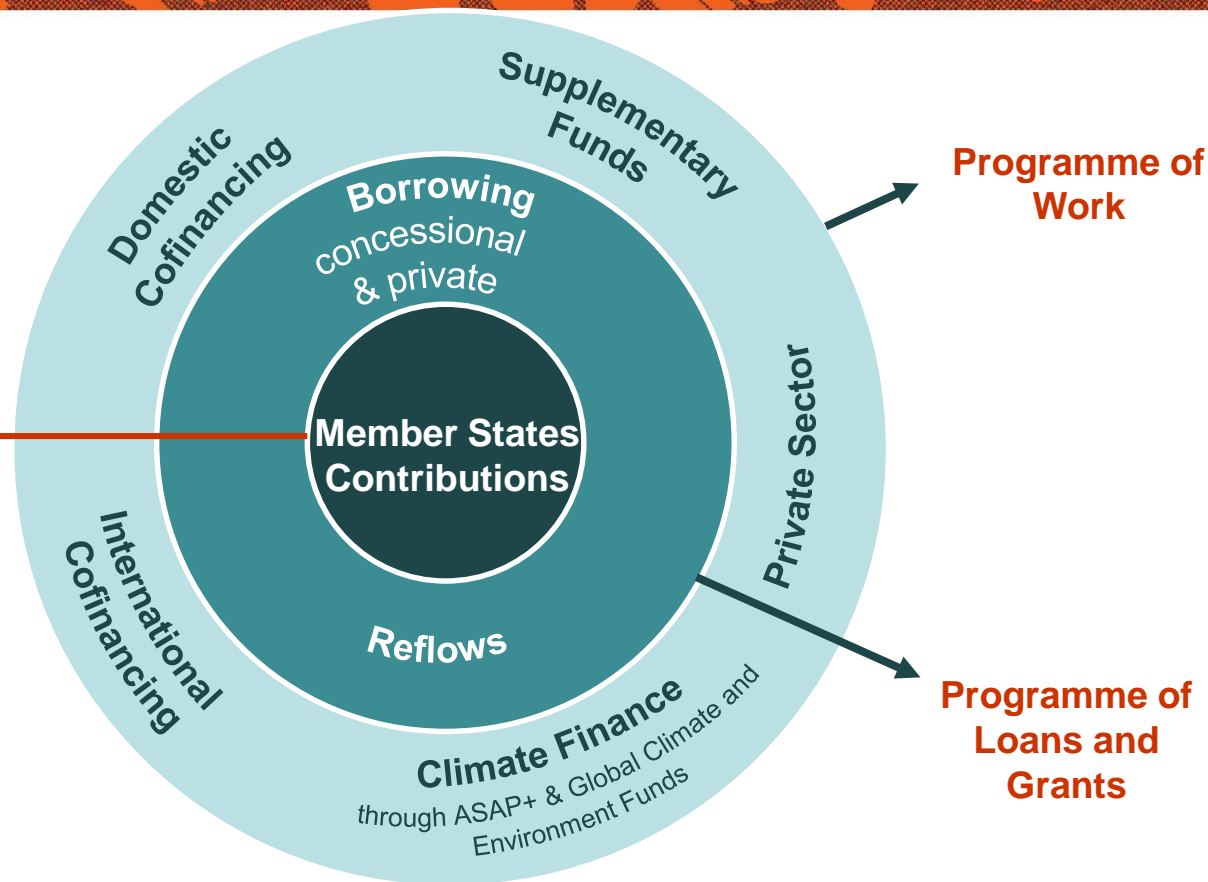 Supplementary
Funds
Domestic
Cofinancing
Borrowing
concessional
& private
Programme of
Work
Member States
Contributions
Private Sector
International
Cofinancing
Reflows
Climate Finance
through ASAP+ & Global Climate and
Environment Funds
Programme of
Loans and
Grants